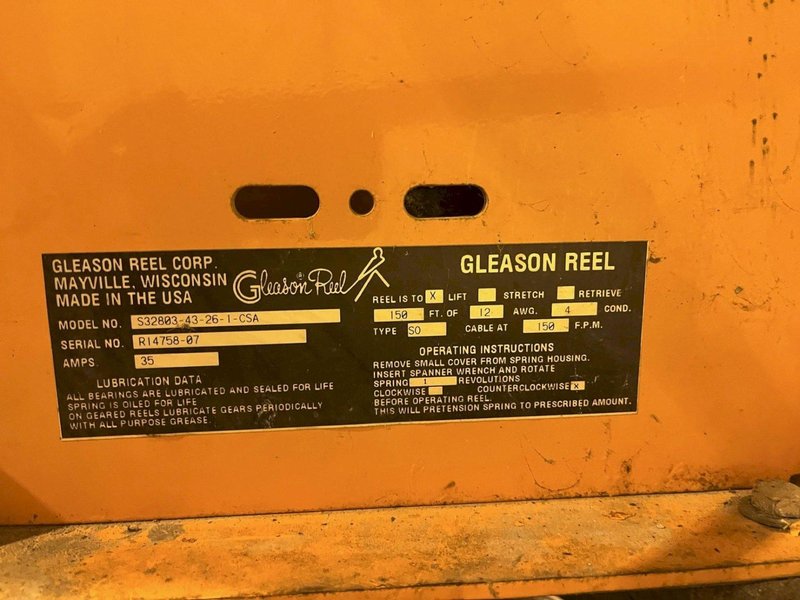 GLEASON REEL CORP.
MAYVILLE, WISCONSIN
MADE IN THE USA
Gleason Reel
GLEASON REEL
MODEL NO. S32803-43-26-1-CSA
SERIAL NO. R14758-07
AMPS. 35
LUBRICATION DATA
ALL BEARINGS ARE LUBRICATED AND SEALED FOR LIFE
SPRING IS OILED FOR LIFE
ON GEARED REELS LUBRICATE GEARS PERIODICALLY
WITH ALL PURPOSE GREASE.
REEL IS TO X LIFT STRETCH RETRIEVE
150 FT. OF 12 AWG. 4 COND.
TYPE SO CABLE AT 150 F.P.M.
OPERATING INSTRUCTIONS
REMOVE SMALL COVER FROM SPRING HOUSING.
INSERT SPANNER WRENCH AND ROTATE
SPRING 1 REVOLUTIONS
CLOCKWISE COUNTERCLOCKWISE X
BEFORE OPERATING REEL.
THIS WILL PRETENSION SPRING TO PRESCRIBED AMOUNT.